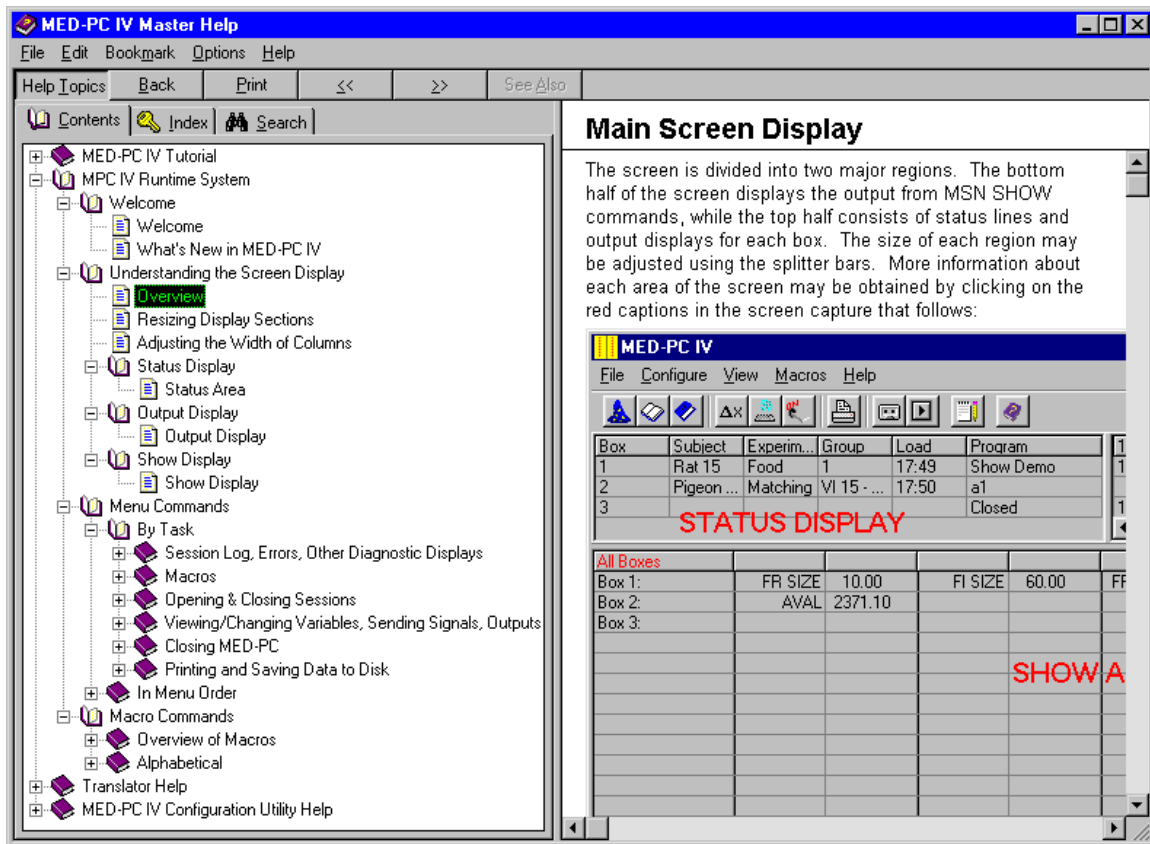 MED-PC IV Master Help
File Edit Bookmark Options Help
Help Topics Back Print << >> See Also
Contents Index Search
MED-PC IV Tutorial
MPC IV Runtime System
Welcome
Welcome
What's New in MED-PC IV
Understanding the Screen Display
Overview
Resizing Display Sections
Adjusting the Width of Columns
Status Display
Status Area
Output Display
Output Display
Show Display
Show Display
Menu Commands
By Task
Session Log, Errors, Other Diagnostic Displays
Macros
Opening & Closing Sessions
Viewing/Changing Variables, Sending Signals, Outputs
Closing MED-PC
Printing and Saving Data to Disk
In Menu Order
Macro Commands
Overview of Macros
Alphabetical
Translator Help
MED-PC IV Configuration Utility Help
Main Screen Display
The screen is divided into two major regions. The bottom
half of the screen displays the output from MSN SHOW
commands, while the top half consists of status lines and
output displays for each box. The size of each region may
be adjusted using the splitter bars. More information about
each area of the screen may be obtained by clicking on the
red captions in the screen capture that follows:
MED-PC IV
File Configure View Macros Help
Δx
Box Subject Experim... Group Load Program 1
1 Rat 15 Food 1 17:49 Show Demo 1
2 Pigeon ... Matching VI 15 - ... 17:50 a1
3 Closed 1
STATUS DISPLAY
All Boxes
Box 1: FR SIZE 10.00 FI SIZE 60.00 FF
Box 2: AVAL 2371.10
Box 3:
SHOW A